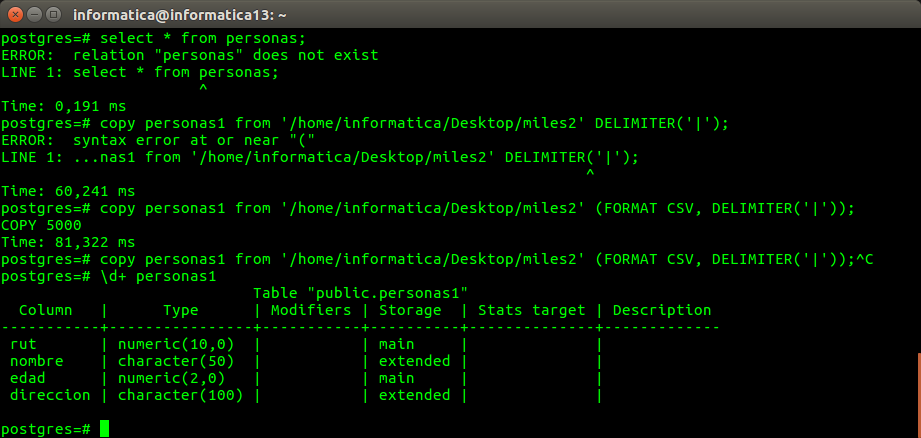 informatica@informatica13: ~
postgres=# select * from personas;
ERROR:  relation "personas" does not exist
LINE 1: select * from personas;
                      ^
Time: 0,191 ms
postgres=# copy personas1 from '/home/informatica/Desktop/miles2' DELIMITER('|');
ERROR:  syntax error at or near "("
LINE 1: ...nas1 from '/home/informatica/Desktop/miles2' DELIMITER('|');
                                                                 ^
Time: 60,241 ms
postgres=# copy personas1 from '/home/informatica/Desktop/miles2' (FORMAT CSV, DELIMITER('|'));
COPY 5000
Time: 81,322 ms
postgres=# copy personas1 from '/home/informatica/Desktop/miles2' (FORMAT CSV, DELIMITER('|'));^C
postgres=# \d+ personas1
                            Table "public.personas1"
  Column   |      Type      | Modifiers | Storage  | Stats target | Description
-----------+----------------+-----------+----------+--------------+-------------
 rut       | numeric(10,0)  |           | main     |              |
 nombre    | character(50)  |           | extended |              |
 edad      | numeric(2,0)   |           | main     |              |
 direccion | character(100) |           | extended |              |
postgres=#